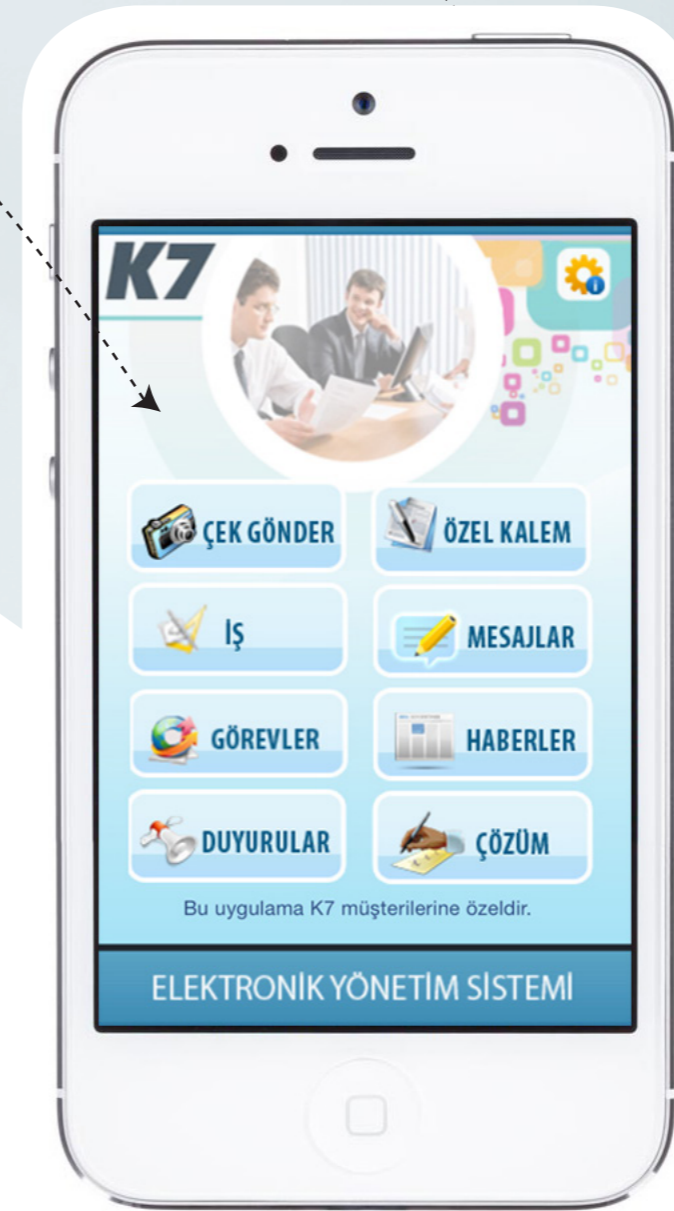 K7
ÇEK GÖNDER
ÖZEL KALEM
İŞ
MESAJLAR
GÖREVLER
HABERLER
DUYURULAR
ÇÖZÜM
Bu uygulama K7 müşterilerine özeldir.
ELEKTRONİK YÖNETİM SİSTEMİ